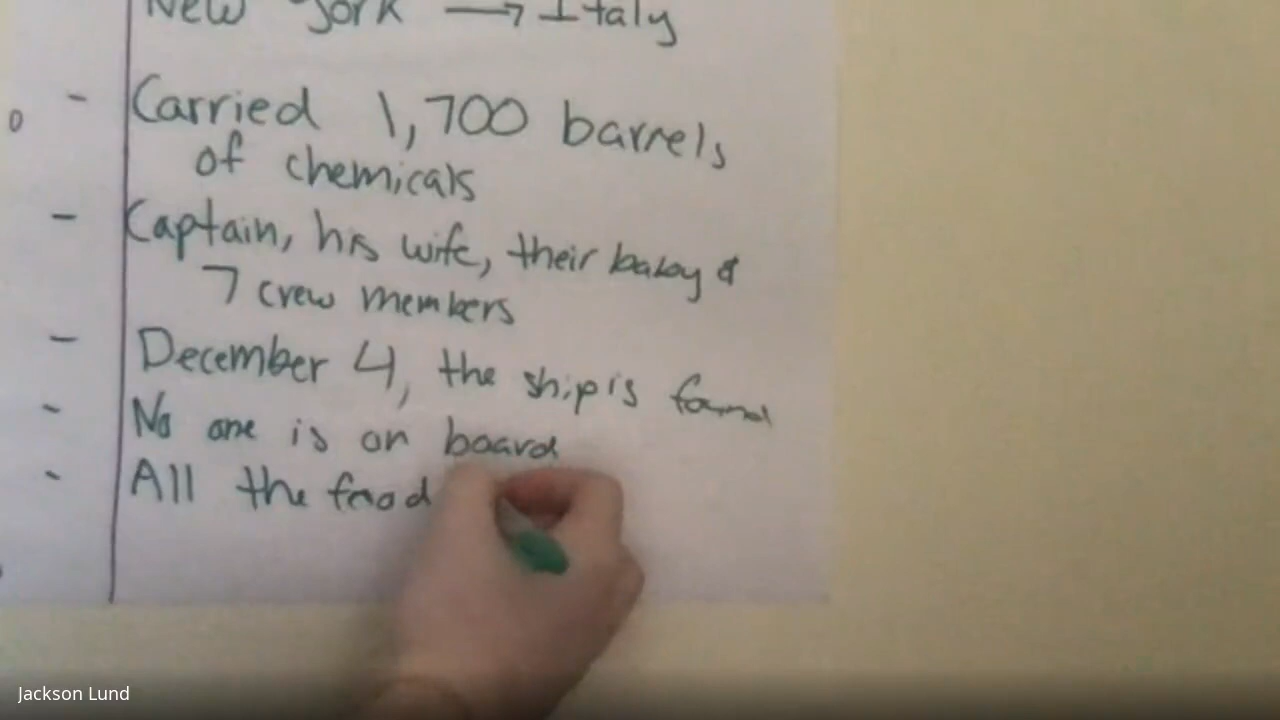 New York → Italy
- Carried 1,700 barrels
of chemicals
- Captain, his wife, their baby &
7 crew members
- December 4, the ship is found
- No one is on board
- All the food
Jackson Lund